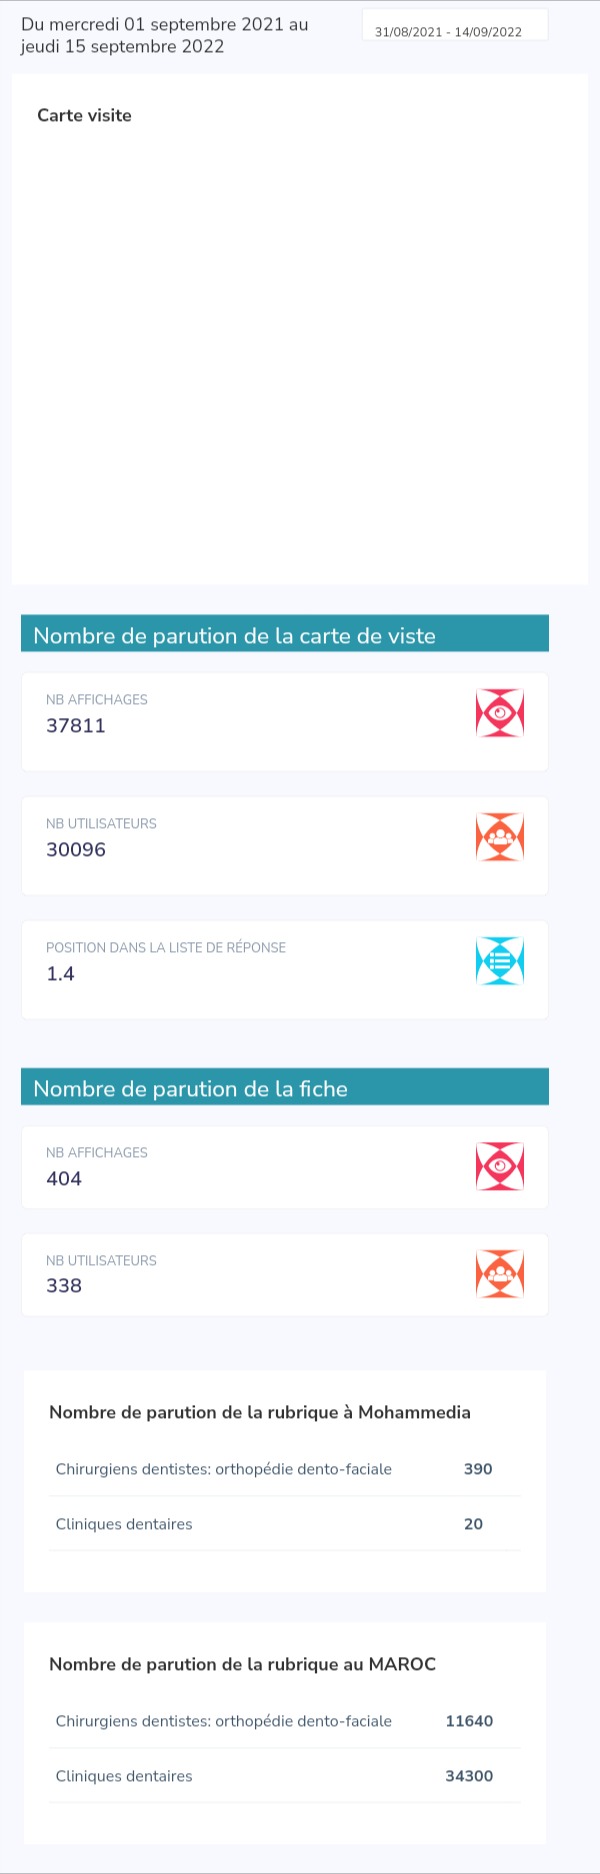 Du mercredi 01 septembre 2021 au
jeudi 15 septembre 2022
31/08/2021 - 14/09/2022
Carte visite
Nombre de parution de la carte de viste
NB AFFICHAGES
37811
NB UTILISATEURS
30096
POSITION DANS LA LISTE DE RÉPONSE
1.4
Nombre de parution de la fiche
NB AFFICHAGES
404
NB UTILISATEURS
338
Nombre de parution de la rubrique à Mohammedia
Chirurgiens dentistes: orthopédie dento-faciale 390
Cliniques dentaires 20
Nombre de parution de la rubrique au MAROC
Chirurgiens dentistes: orthopédie dento-faciale 11640
Cliniques dentaires 34300